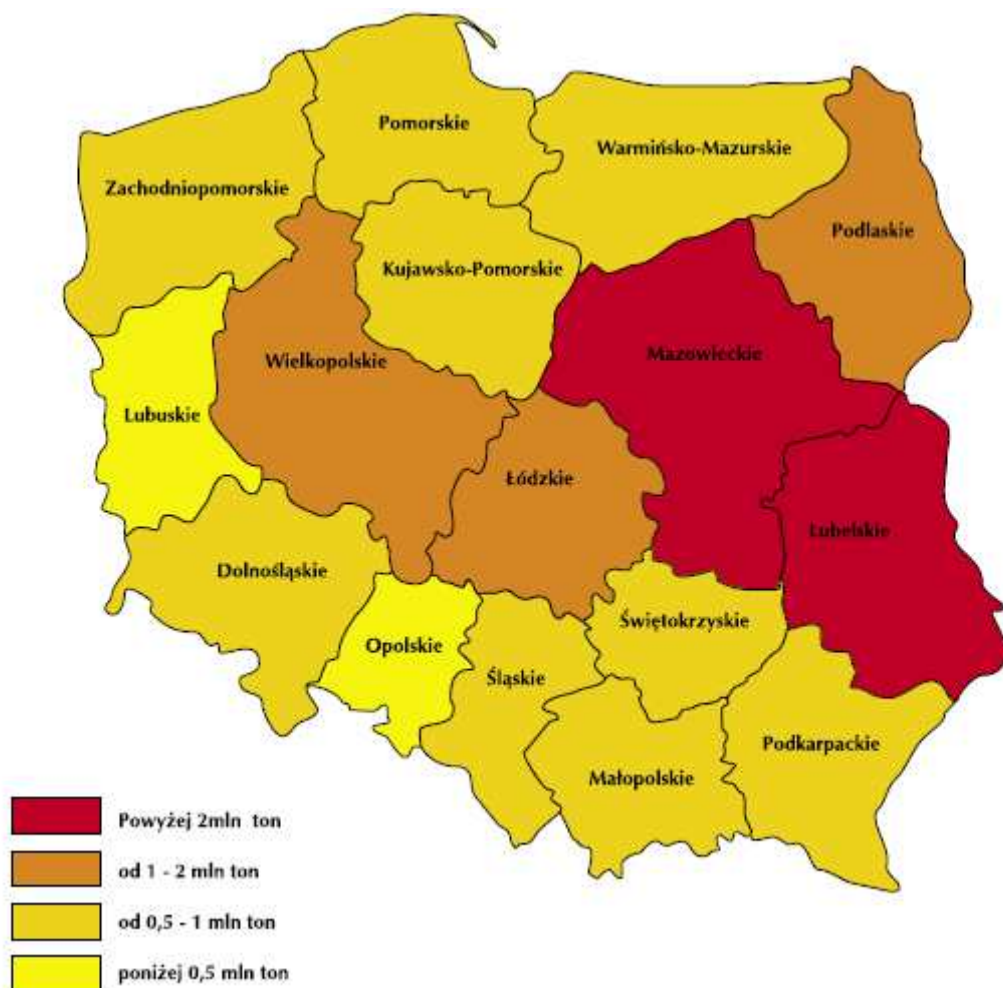 Pomorskie
Warmińsko-Mazurskie
Zachodniopomorskie
Podlaskie
Kujawsko-Pomorskie
Mazowieckie
Wielkopolskie
Lubuskie
Łódzkie
Lubelskie
Dolnośląskie
Świętokrzyskie
Opolskie
Śląskie
Podkarpackie
Małopolskie
Powyżej 2mln ton
od 1 - 2 mln ton
od 0,5 - 1 mln ton
poniżej 0,5 mln ton